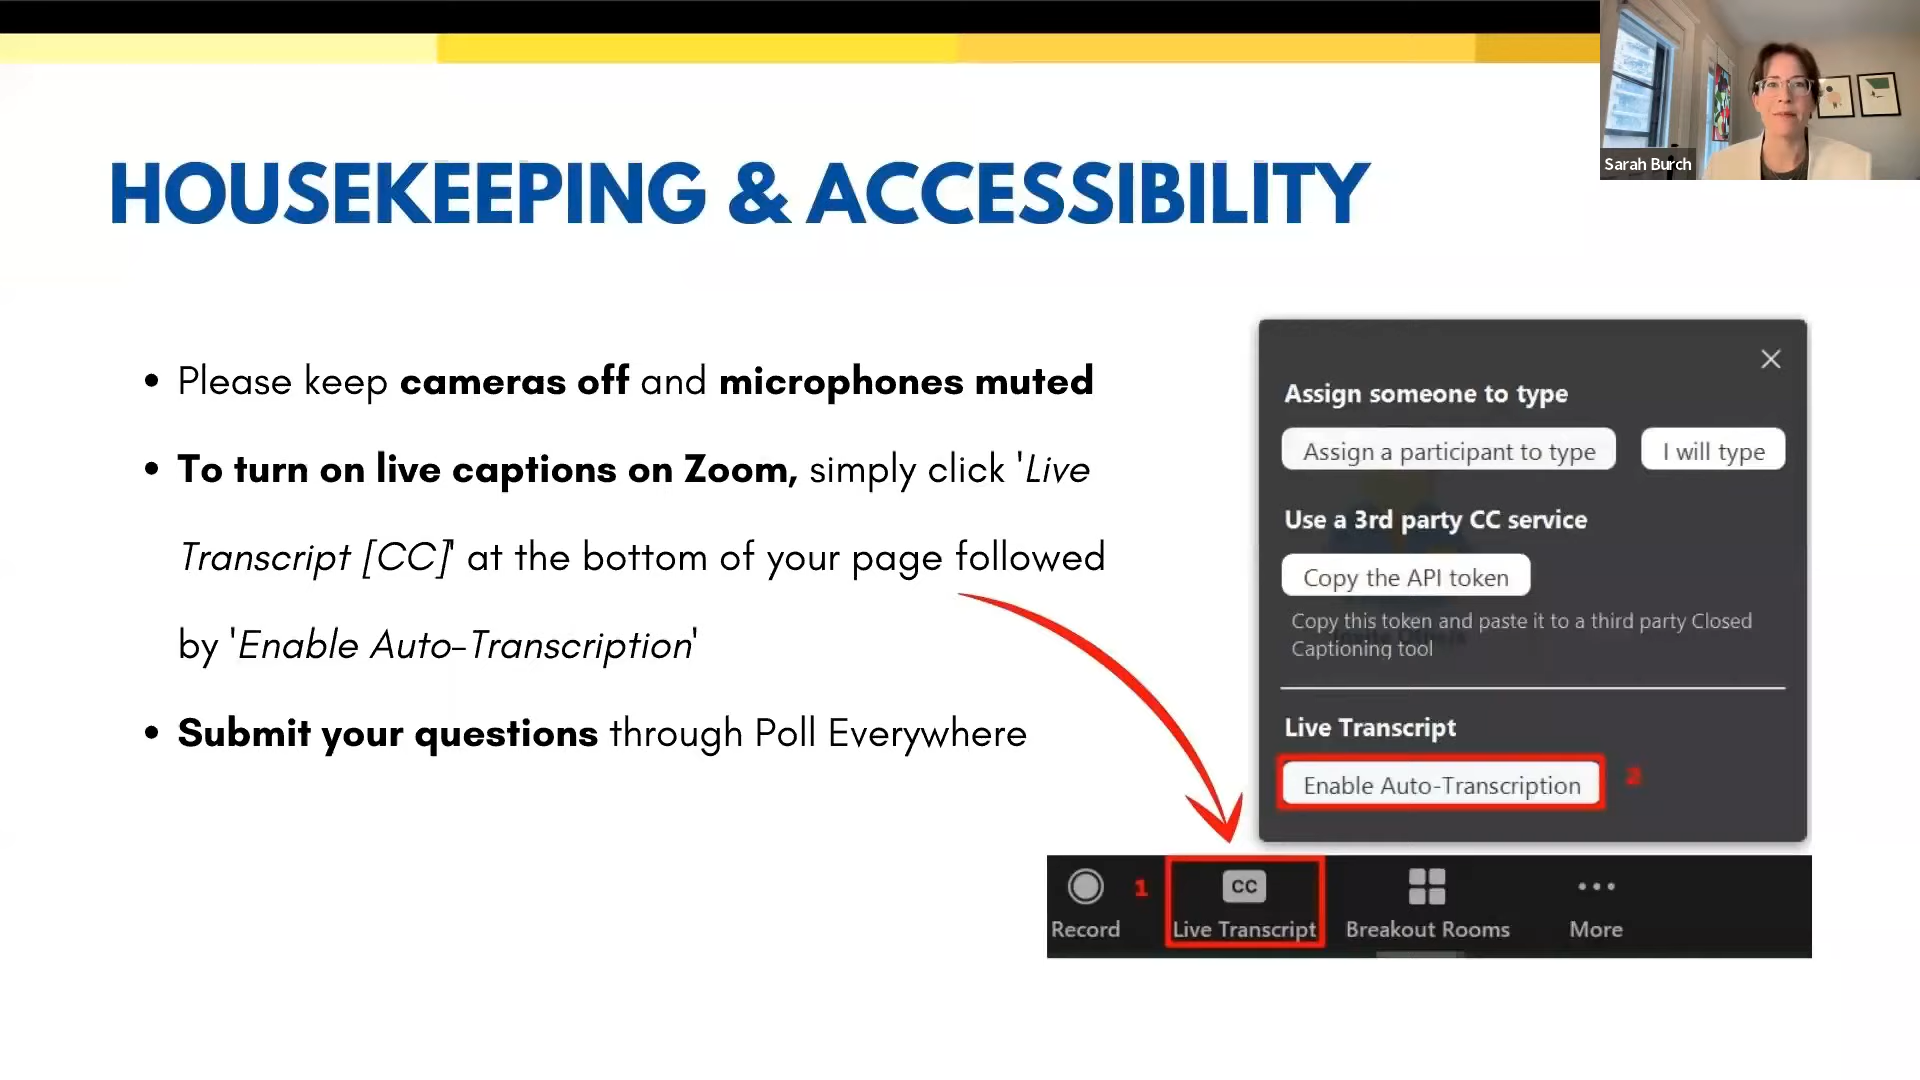 Sarah Burch
HOUSEKEEPING & ACCESSIBILITY
• Please keep cameras off and microphones muted
• To turn on live captions on Zoom, simply click 'Live
Transcript [CC]' at the bottom of your page followed
by 'Enable Auto-Transcription'
• Submit your questions through Poll Everywhere
Assign someone to type
Assign a participant to type
I will type
Use a 3rd party CC service
Copy the API token
Copy this token and paste it to a third party Closed
Captioning tool
Live Transcript
Enable Auto-Transcription
2
1
CC
Record
Live Transcript
Breakout Rooms
More